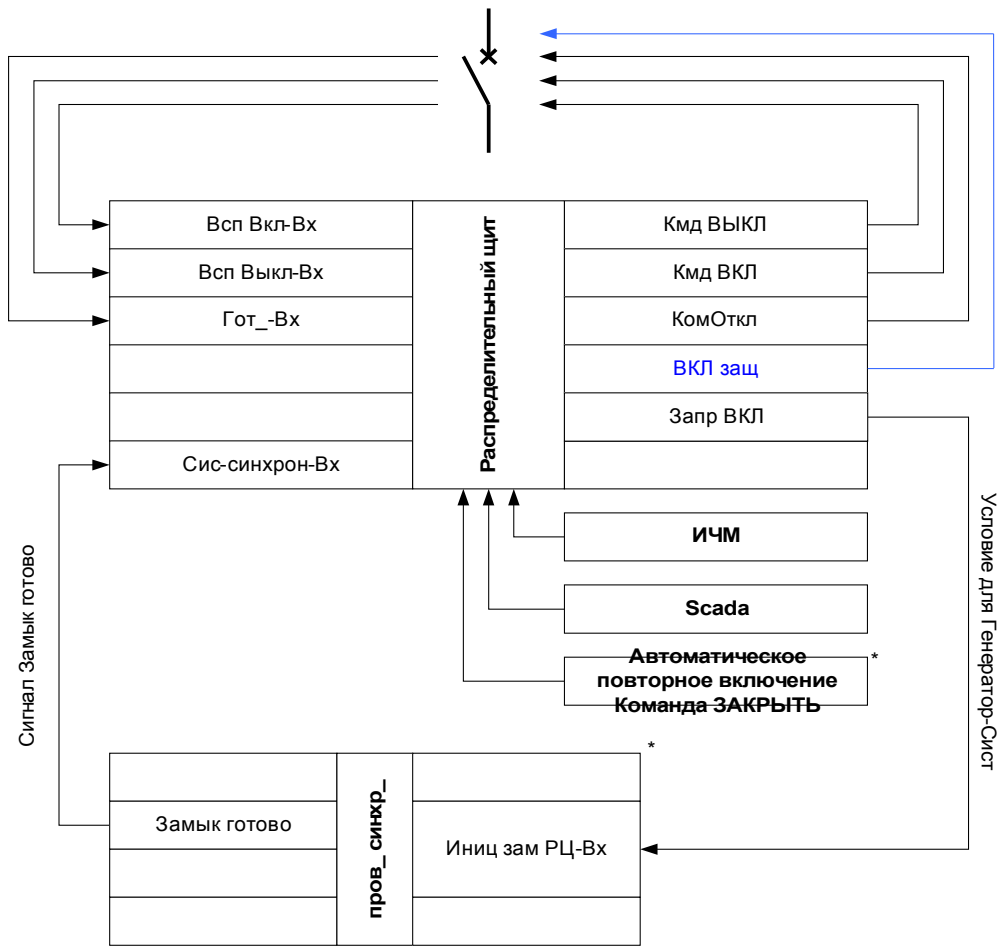 Всп Вкл-Вх
Всп Выкл-Вх
Гот_-Вх
Сис-синхрон-Вх
Распределительный щит
Кмд ВЫКЛ
Кмд ВКЛ
КомОткл
ВКЛ защ
Запр ВКЛ
ИЧМ
Scada
Автоматическое
повторное включение
Команда ЗАКРЫТЬ
*
Сигнал Замык готово
Условие для Генератор-Сист
*
Замык готово
пров_ синхр_
Иниц зам РЦ-Вх